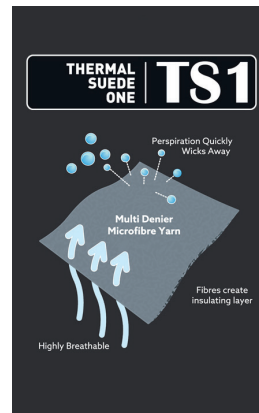 THERMAL
SUEDE
ONE
TS1
Perspiration Quickly
Wicks Away
Multi Denier
Microfibre Yarn
Fibres create
insulating layer
Highly Breathable